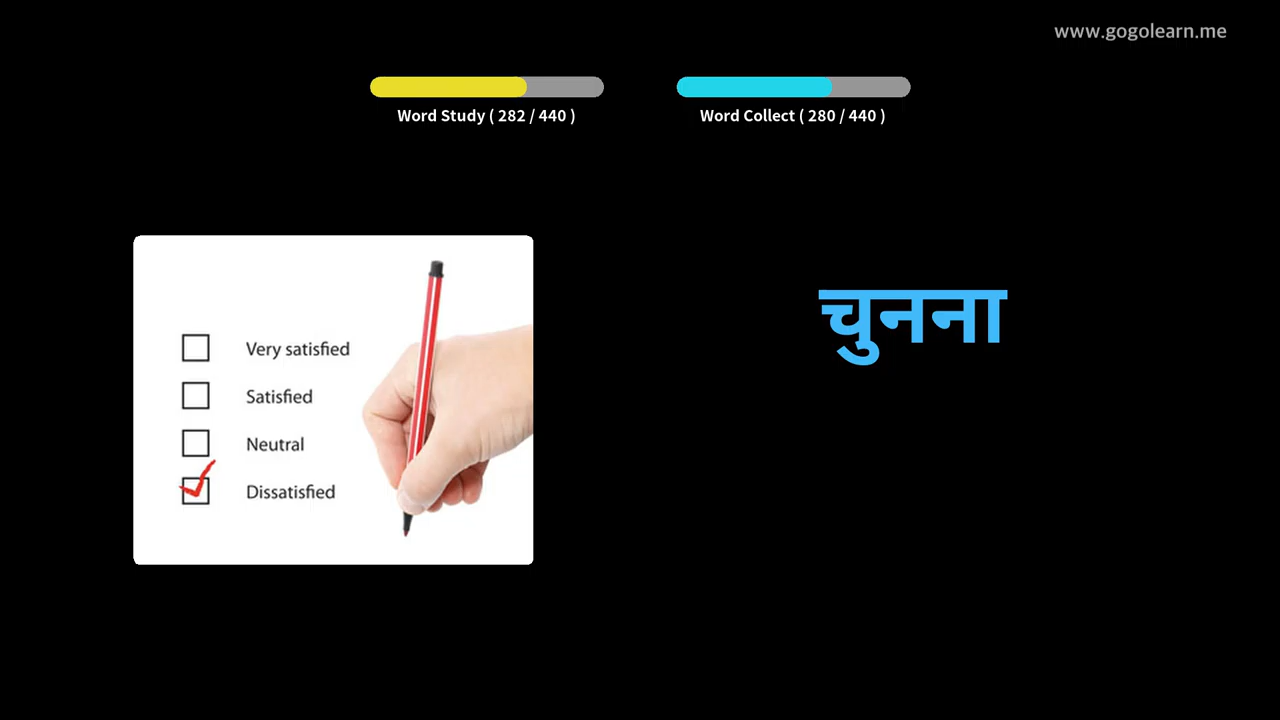 www.gogolearn.me
Word Study ( 282 / 440 )
Word Collect ( 280 / 440 )
चुनना
Very satisfied
Satisfied
Neutral
Dissatisfied